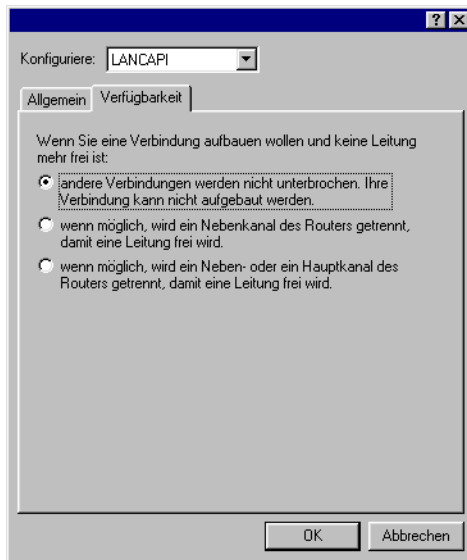 Konfiguriere: LANCAPI
Allgemein Verfügbarkeit
Wenn Sie eine Verbindung aufbauen wollen und keine Leitung
mehr frei ist:
andere Verbindungen werden nicht unterbrochen. Ihre
Verbindung kann nicht aufgebaut werden.
wenn möglich, wird ein Nebenkanal des Routers getrennt,
damit eine Leitung frei wird.
wenn möglich, wird ein Neben- oder ein Hauptkanal des
Routers getrennt, damit eine Leitung frei wird.
OK Abbrechen